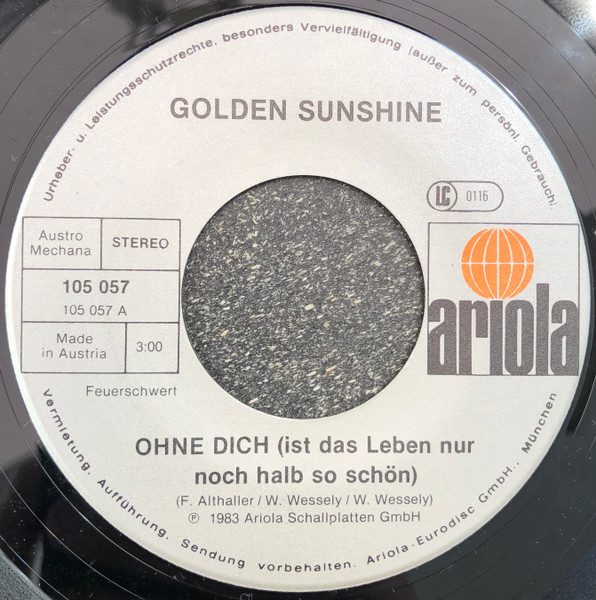 Urheber- u. Leistungsschutzrechte, besonders Vervielfältigung (außer zum persönl. Gebrauch)
GOLDEN SUNSHINE
LC 0116
Austro
Mechana
STEREO
105 057
105 057 A
Made
in Austria
3:00
ariola
Feuerschwert
OHNE DICH (ist das Leben nur
noch halb so schön)
(F. Althaller / W. Wessely / W. Wessely)
℗ 1983 Ariola Schallplatten GmbH
Vermietung, Aufführung, Sendung vorbehalten. Ariola-Eurodisc GmbH., München